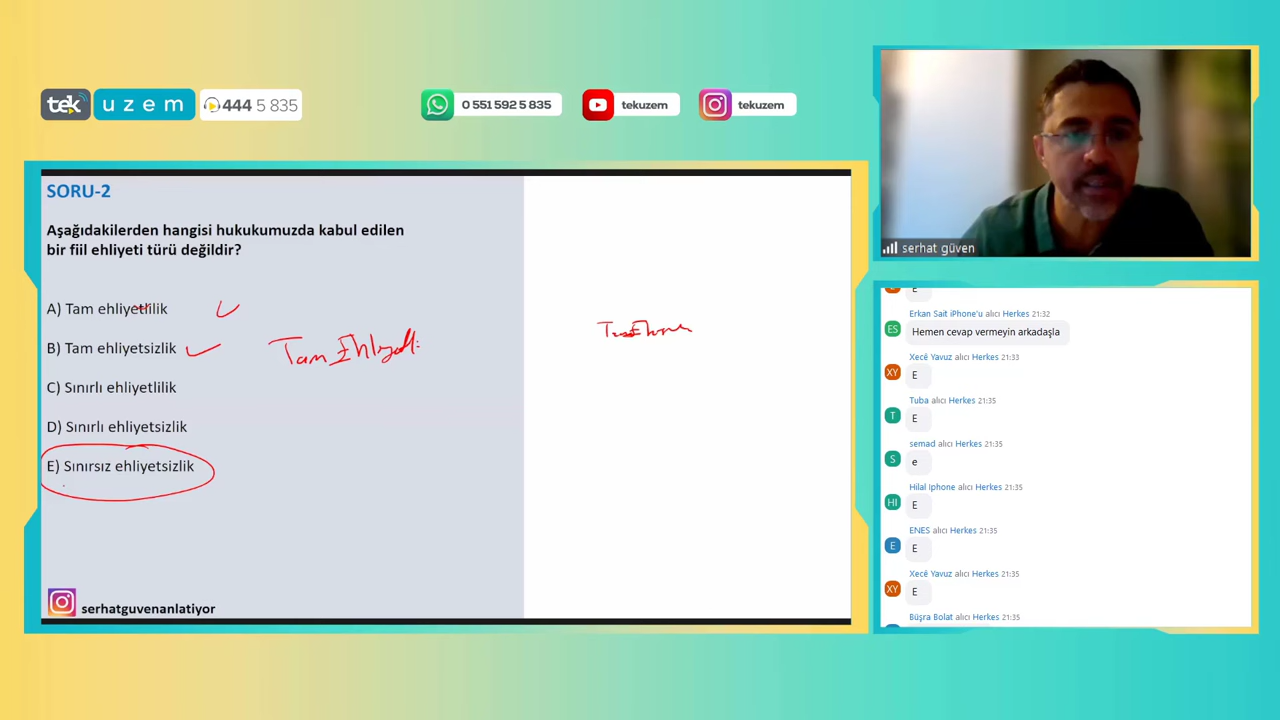 tek uzem 444 5 835
0 551 592 5 835
tekuzem
tekuzem
SORU-2
Aşağıdakilerden hangisi hukukumuzda kabul edilen
bir fiil ehliyeti türü değildir?
A) Tam ehliyetlilik
B) Tam ehliyetsizlik
Tam Ehliyetli
C) Sınırlı ehliyetlilik
D) Sınırlı ehliyetsizlik
E) Sınırsız ehliyetsizlik
serhatguvenanlatiyor
serhat güven
E
Erkan Sait iPhone'u alıcı Herkes 21:32
ES Hemen cevap vermeyin arkadaşla
Xecê Yavuz alıcı Herkes 21:33
XY E
Tuba alıcı Herkes 21:35
T E
semad alıcı Herkes 21:35
S e
Hilal Iphone alıcı Herkes 21:35
HI E
ENES alıcı Herkes 21:35
E E
Xecê Yavuz alıcı Herkes 21:35
XY E
Büşra Bolat alıcı Herkes 21:35